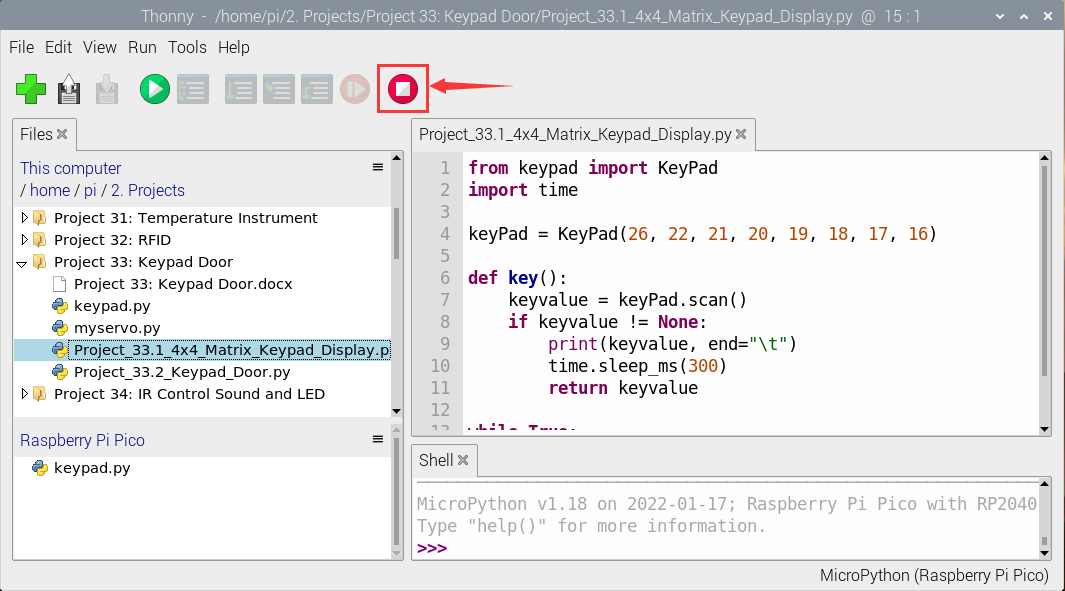 Thonny - /home/pi/2. Projects/Project 33: Keypad Door/Project_33.1_4x4_Matrix_Keypad_Display.py @ 15 : 1
File Edit View Run Tools Help
Files
This computer
/ home / pi / 2. Projects
Project 31: Temperature Instrument
Project 32: RFID
Project 33: Keypad Door
Project 33: Keypad Door.docx
keypad.py
myservo.py
Project_33.1_4x4_Matrix_Keypad_Display.p
Project_33.2_Keypad_Door.py
Project 34: IR Control Sound and LED
Raspberry Pi Pico
keypad.py
Project_33.1_4x4_Matrix_Keypad_Display.py
1 from keypad import KeyPad
2 import time
3
4 keyPad = KeyPad(26, 22, 21, 20, 19, 18, 17, 16)
5
6 def key():
7 keyvalue = keyPad.scan()
8 if keyvalue != None:
9 print(keyvalue, end="\t")
10 time.sleep_ms(300)
11 return keyvalue
12
13 while True:
Shell
MicroPython v1.18 on 2022-01-17; Raspberry Pi Pico with RP2040
Type "help()" for more information.
>>>
MicroPython (Raspberry Pi Pico)